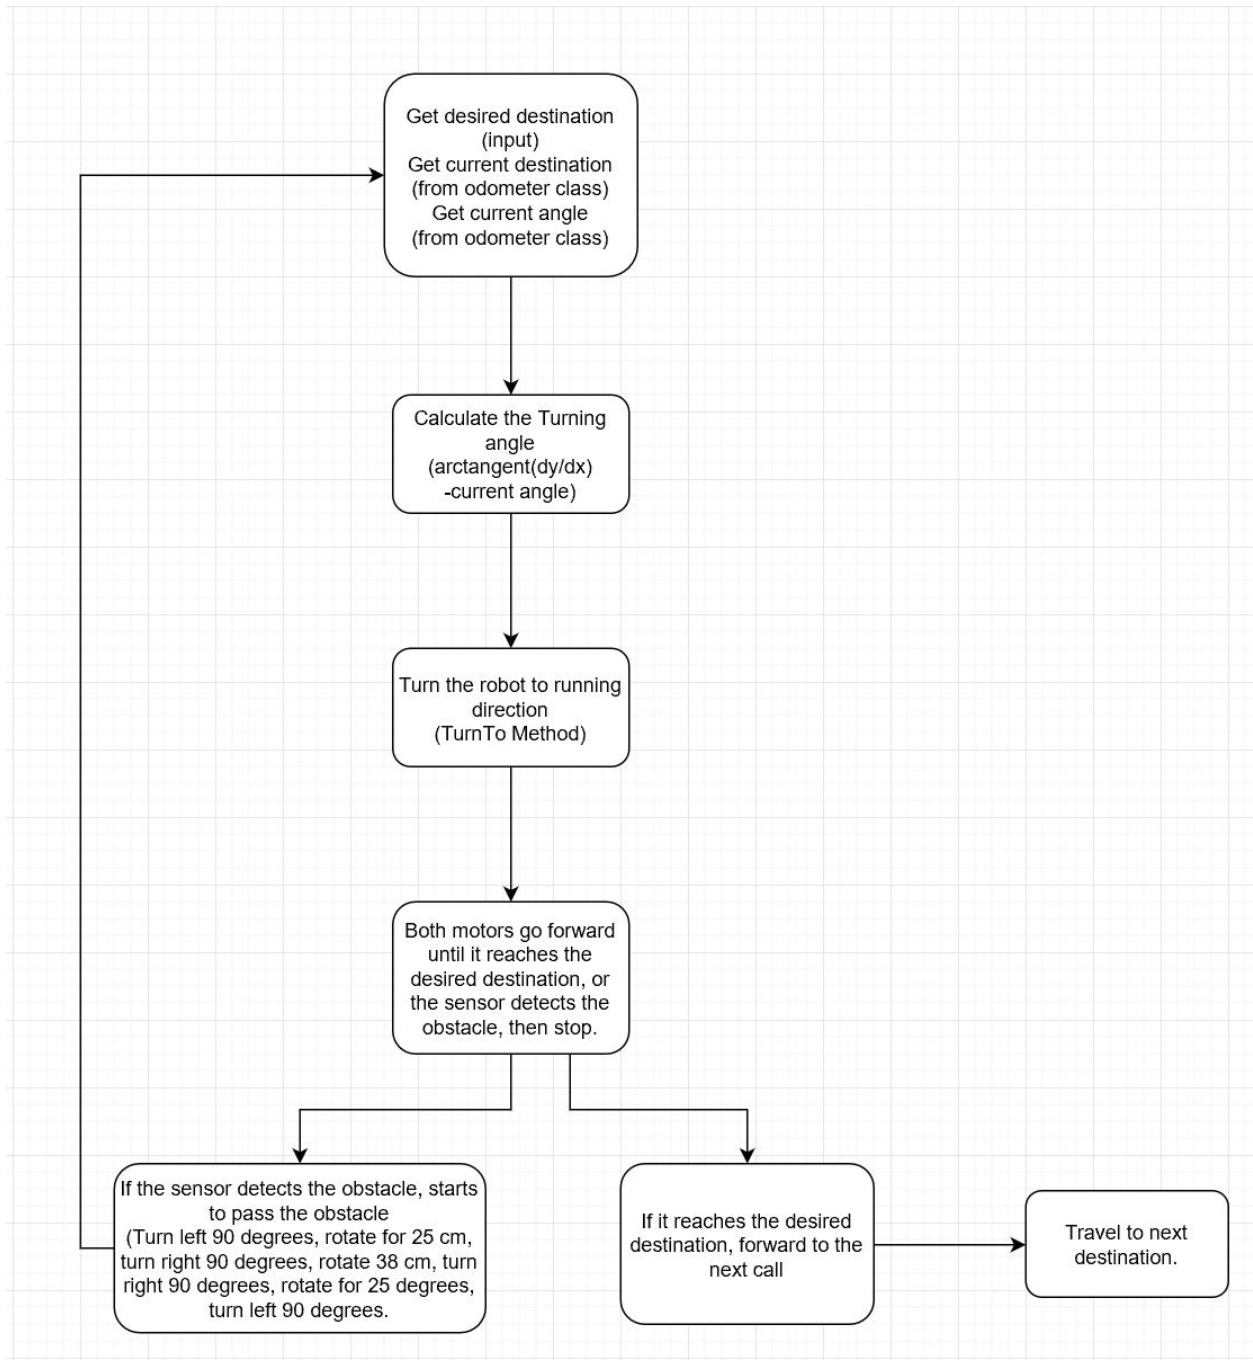 Get desired destination
(input)
Get current destination
(from odometer class)
Get current angle
(from odometer class)
Calculate the Turning
angle
(arctangent(dy/dx)
-current angle)
Turn the robot to running
direction
(TurnTo Method)
Both motors go forward
until it reaches the
desired destination, or
the sensor detects the
obstacle, then stop.
If the sensor detects the obstacle, starts
to pass the obstacle
(Turn left 90 degrees, rotate for 25 cm,
turn right 90 degrees, rotate 38 cm, turn
right 90 degrees, rotate for 25 degrees,
turn left 90 degrees.
If it reaches the desired
destination, forward to the
next call
Travel to next
destination.